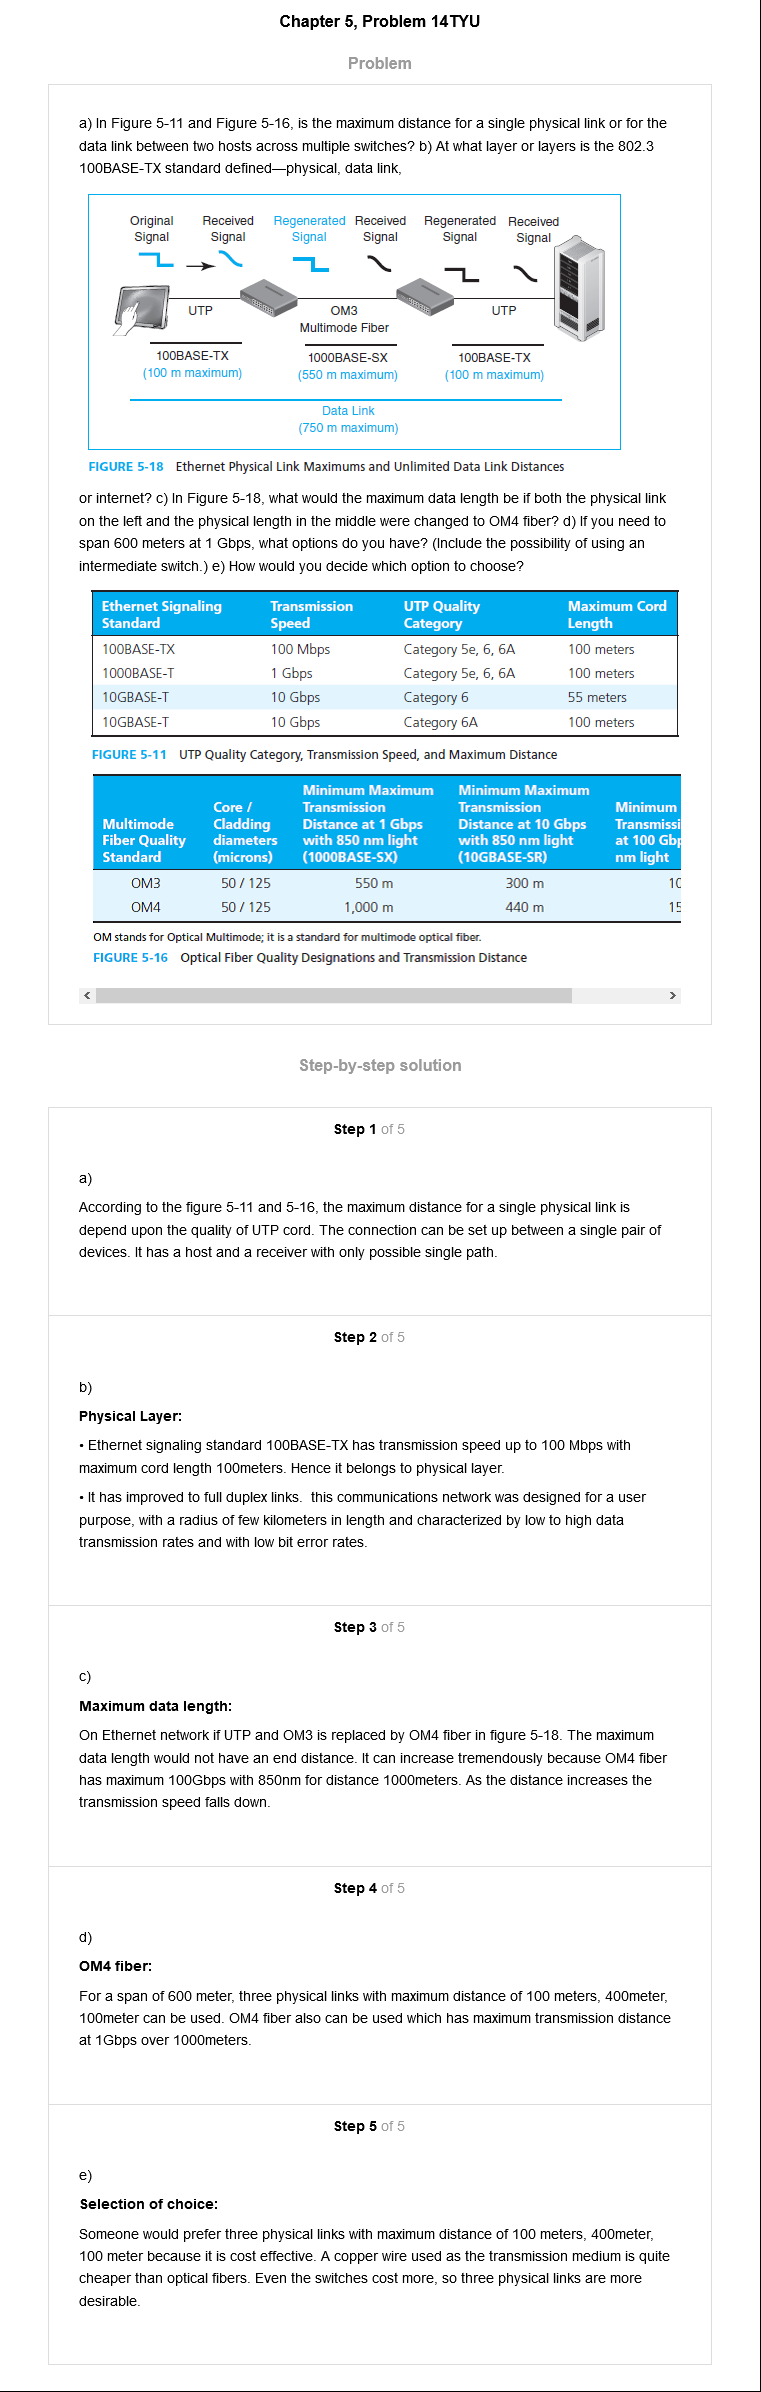 Chapter 5, Problem 14TYU
Problem
a) In Figure 5-11 and Figure 5-16, is the maximum distance for a single physical link or for the
data link between two hosts across multiple switches? b) At what layer or layers is the 802.3
100BASE-TX standard defined—physical, data link,
Original Signal
Received Signal
Regenerated Signal
Received Signal
Regenerated Signal
Received Signal
UTP
OM3
Multimode Fiber
UTP
100BASE-TX
(100 m maximum)
1000BASE-SX
(550 m maximum)
100BASE-TX
(100 m maximum)
Data Link
(750 m maximum)
FIGURE 5-18 Ethernet Physical Link Maximums and Unlimited Data Link Distances
or internet? c) In Figure 5-18, what would the maximum data length be if both the physical link
on the left and the physical length in the middle were changed to OM4 fiber? d) If you need to
span 600 meters at 1 Gbps, what options do you have? (Include the possibility of using an
intermediate switch.) e) How would you decide which option to choose?
Ethernet Signaling Standard Transmission Speed UTP Quality Category Maximum Cord Length
100BASE-TX 100 Mbps Category 5e, 6, 6A 100 meters
1000BASE-T 1 Gbps Category 5e, 6, 6A 100 meters
10GBASE-T 10 Gbps Category 6 55 meters
10GBASE-T 10 Gbps Category 6A 100 meters
FIGURE 5-11 UTP Quality Category, Transmission Speed, and Maximum Distance
Multimode Fiber Quality Standard
Core / Cladding diameters (microns)
Minimum Maximum Transmission Distance at 1 Gbps with 850 nm light (1000BASE-SX)
Minimum Maximum Transmission Distance at 10 Gbps with 850 nm light (10GBASE-SR)
Minimum Transmissi at 100 Gbp nm light
OM3 50 / 125 550 m 300 m 10
OM4 50 / 125 1,000 m 440 m 15
OM stands for Optical Multimode; it is a standard for multimode optical fiber.
FIGURE 5-16 Optical Fiber Quality Designations and Transmission Distance
Step-by-step solution
Step 1 of 5
a)
According to the figure 5-11 and 5-16, the maximum distance for a single physical link is
depend upon the quality of UTP cord. The connection can be set up between a single pair of
devices. It has a host and a receiver with only possible single path.
Step 2 of 5
b)
Physical Layer:
• Ethernet signaling standard 100BASE-TX has transmission speed up to 100 Mbps with
maximum cord length 100meters. Hence it belongs to physical layer.
• It has improved to full duplex links. this communications network was designed for a user
purpose, with a radius of few kilometers in length and characterized by low to high data
transmission rates and with low bit error rates.
Step 3 of 5
c)
Maximum data length:
On Ethernet network if UTP and OM3 is replaced by OM4 fiber in figure 5-18. The maximum
data length would not have an end distance. It can increase tremendously because OM4 fiber
has maximum 100Gbps with 850nm for distance 1000meters. As the distance increases the
transmission speed falls down.
Step 4 of 5
d)
OM4 fiber:
For a span of 600 meter, three physical links with maximum distance of 100 meters, 400meter,
100meter can be used. OM4 fiber also can be used which has maximum transmission distance
at 1Gbps over 1000meters.
Step 5 of 5
e)
Selection of choice:
Someone would prefer three physical links with maximum distance of 100 meters, 400meter,
100 meter because it is cost effective. A copper wire used as the transmission medium is quite
cheaper than optical fibers. Even the switches cost more, so three physical links are more
desirable.